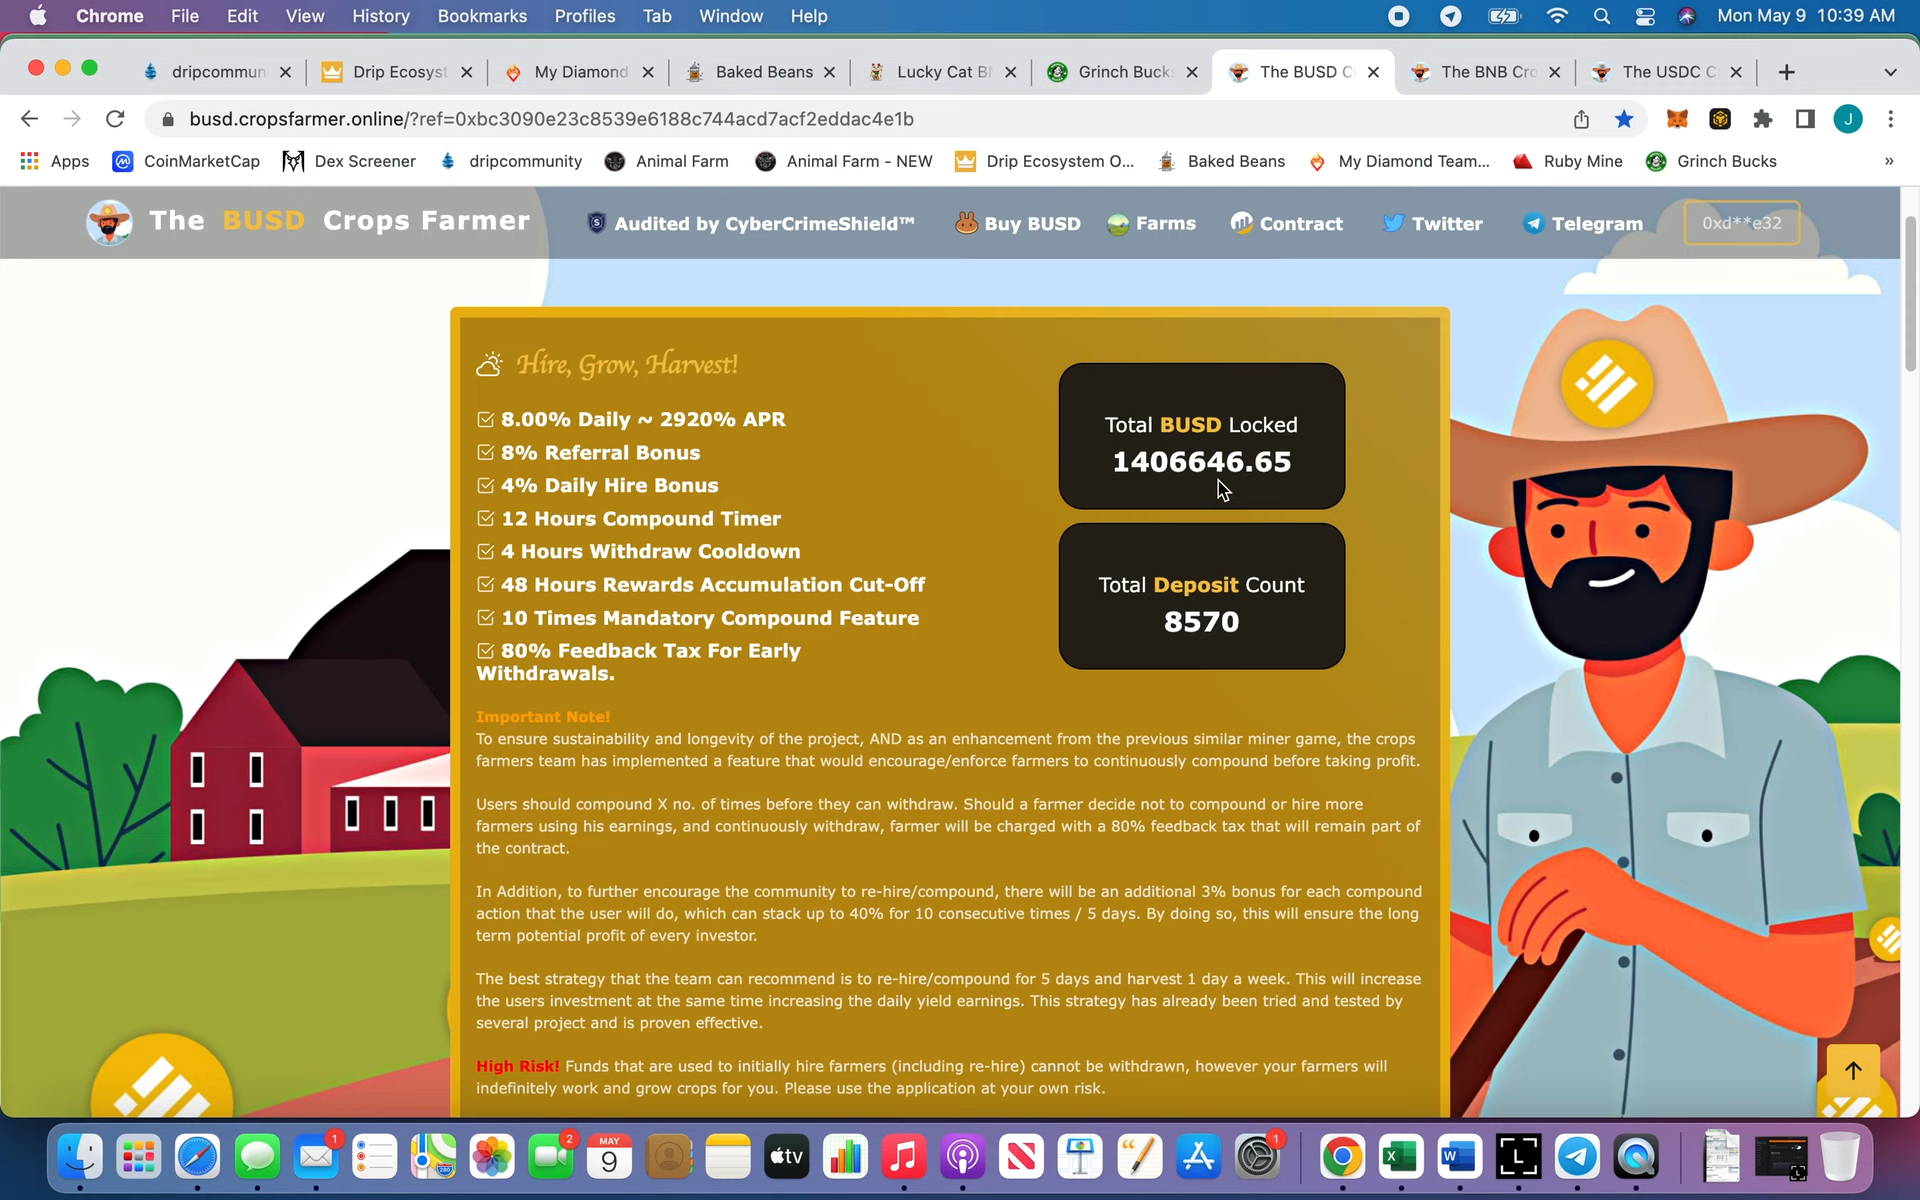 Chrome File Edit View History Bookmarks Profiles Tab Window Help Mon May 9 10:39 AM
dripcommun Drip Ecosyst My Diamond Baked Beans Lucky Cat BN Grinch Buck The BUSD C The BNB Cro The USDC C
busd.cropsfarmer.online/?ref=0xbc3090e23c8539e6188c744acd7acf2eddac4e1b J
Apps CoinMarketCap Dex Screener dripcommunity Animal Farm Animal Farm - NEW Drip Ecosystem O... Baked Beans My Diamond Team... Ruby Mine Grinch Bucks »
The BUSD Crops Farmer Audited by CyberCrimeShield™ Buy BUSD Farms Contract Twitter Telegram 0xd**e32
Hire, Grow, Harvest!
8.00% Daily ~ 2920% APR
8% Referral Bonus
4% Daily Hire Bonus
12 Hours Compound Timer
4 Hours Withdraw Cooldown
48 Hours Rewards Accumulation Cut-Off
10 Times Mandatory Compound Feature
80% Feedback Tax For Early
Withdrawals.
Total BUSD Locked
1406646.65
Total Deposit Count
8570
Important Note!
To ensure sustainability and longevity of the project, AND as an enhancement from the previous similar miner game, the crops
farmers team has implemented a feature that would encourage/enforce farmers to continuously compound before taking profit.
Users should compound X no. of times before they can withdraw. Should a farmer decide not to compound or hire more
farmers using his earnings, and continuously withdraw, farmer will be charged with a 80% feedback tax that will remain part of
the contract.
In Addition, to further encourage the community to re-hire/compound, there will be an additional 3% bonus for each compound
action that the user will do, which can stack up to 40% for 10 consecutive times / 5 days. By doing so, this will ensure the long
term potential profit of every investor.
The best strategy that the team can recommend is to re-hire/compound for 5 days and harvest 1 day a week. This will increase
the users investment at the same time increasing the daily yield earnings. This strategy has already been tried and tested by
several project and is proven effective.
High Risk! Funds that are used to initially hire farmers (including re-hire) cannot be withdrawn, however your farmers will
indefinitely work and grow crops for you. Please use the application at your own risk.
1 280 2 MAY 9 tv 1 X W L